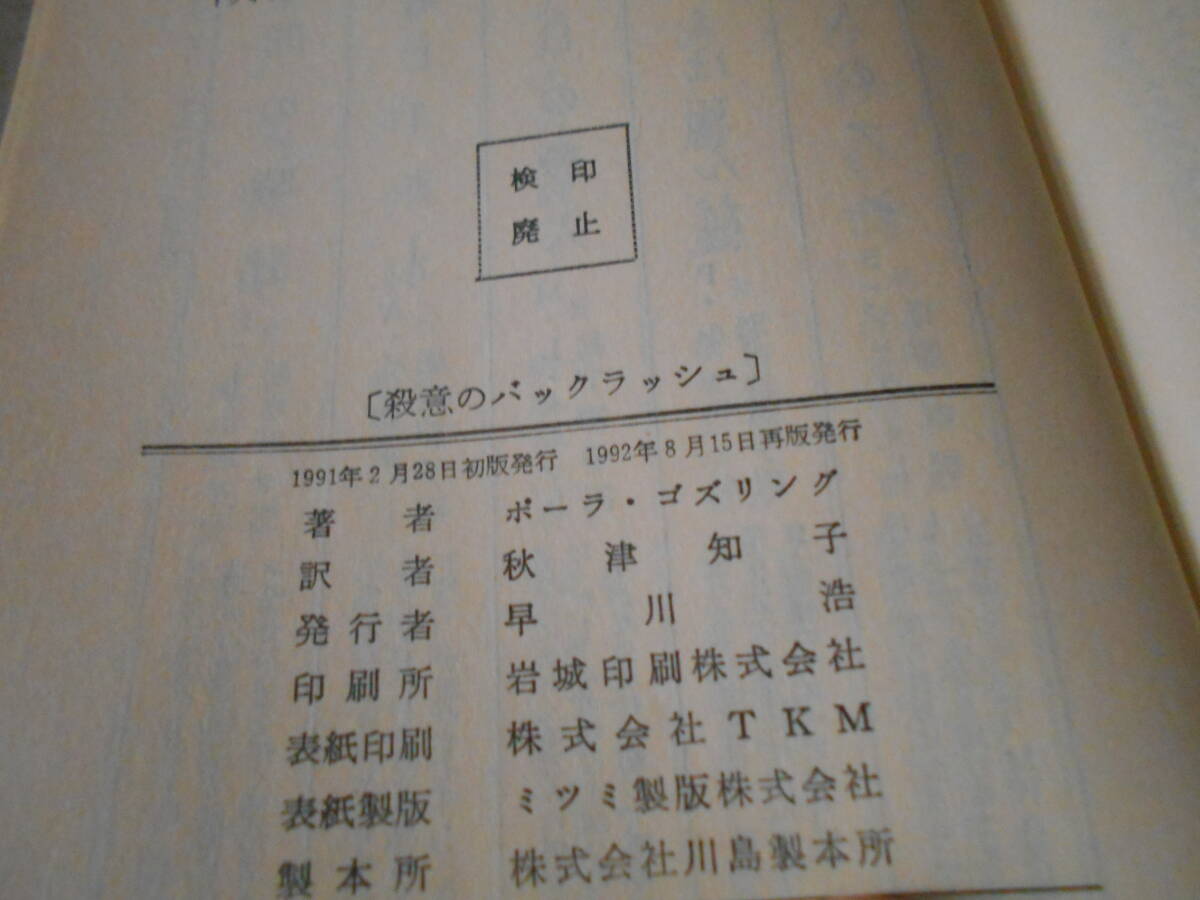 検印
廃止
〔殺意のバックラッシュ〕
1991年2月28日初版発行 1992年8月15日再版発行
著者 ポーラ・ゴズリング
訳者 秋津知子
発行者 早川浩
印刷所 岩城印刷株式会社
表紙印刷 株式会社TKM
表紙製版 ミツミ製版株式会社
製本所 株式会社川島製本所